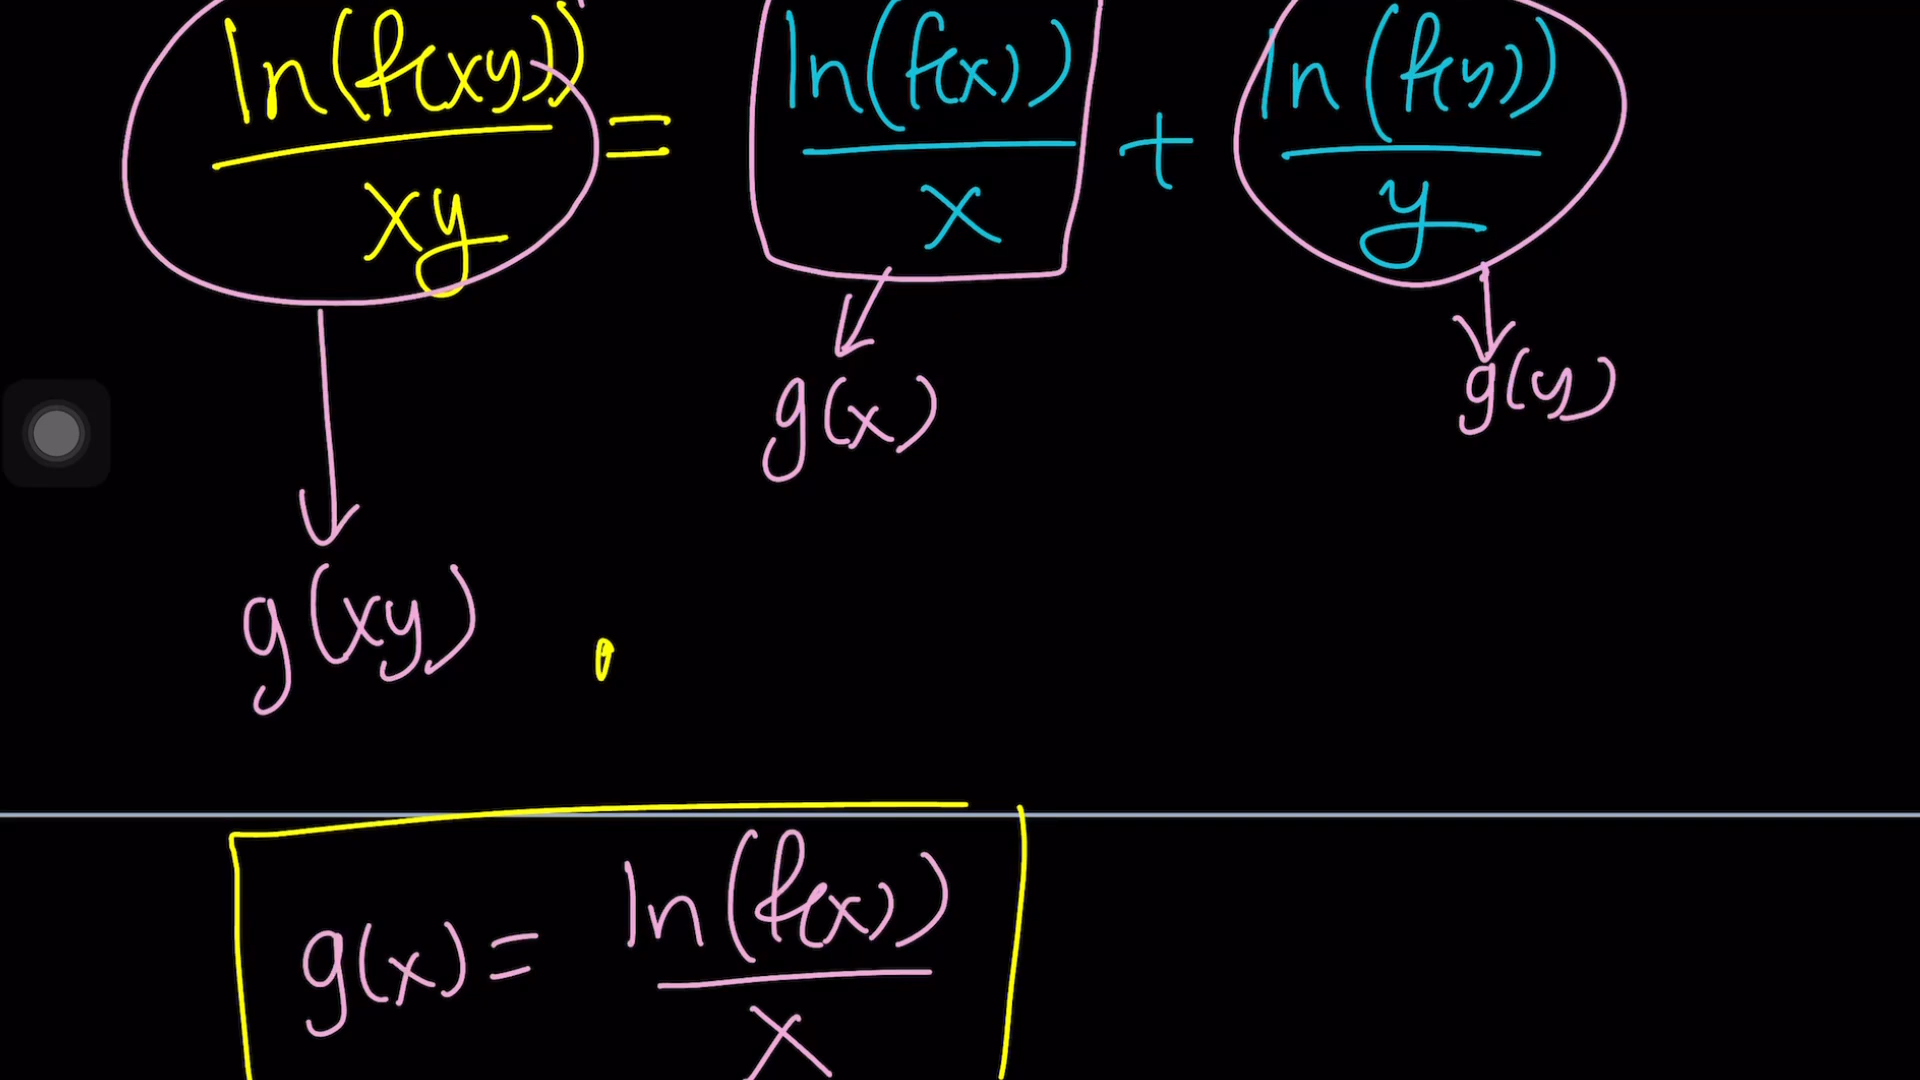 ln(f(xy))/xy = ln(f(x))/x + ln(f(y))/y
g(x) g(y)
g(xy)
g(x) = ln(f(x))/x